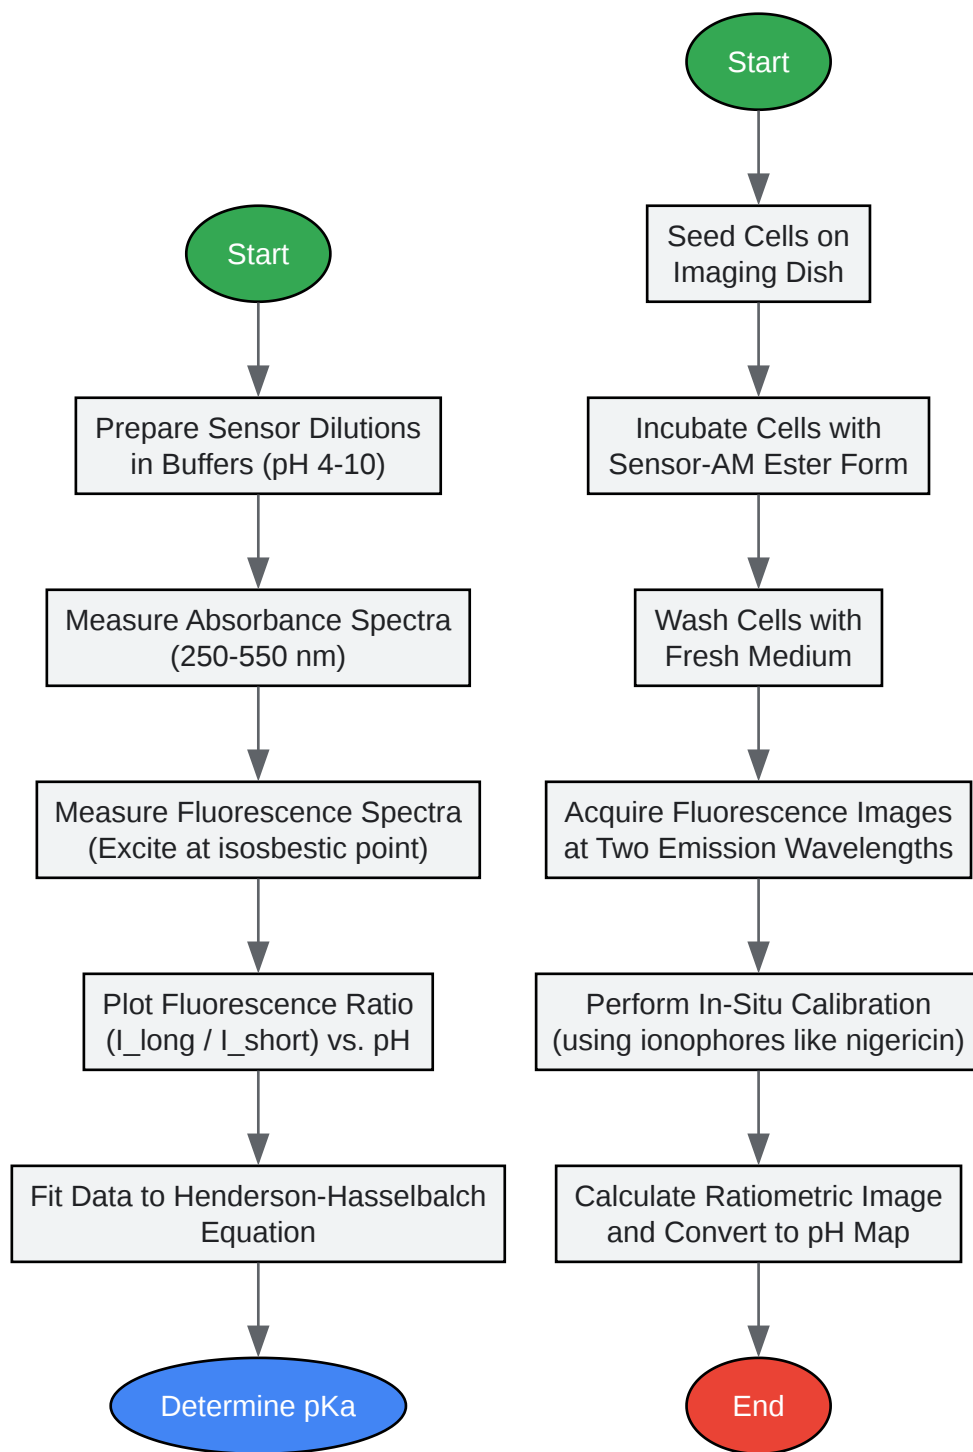 Start
Prepare Sensor Dilutions
in Buffers (pH 4-10)
Measure Absorbance Spectra
(250-550 nm)
Measure Fluorescence Spectra
(Excite at isosbestic point)
Plot Fluorescence Ratio
(I_long / I_short) vs. pH
Fit Data to Henderson-Hasselbalch
Equation
Determine pKa
Start
Seed Cells on
Imaging Dish
Incubate Cells with
Sensor-AM Ester Form
Wash Cells with
Fresh Medium
Acquire Fluorescence Images
at Two Emission Wavelengths
Perform In-Situ Calibration
(using ionophores like nigericin)
Calculate Ratiometric Image
and Convert to pH Map
End